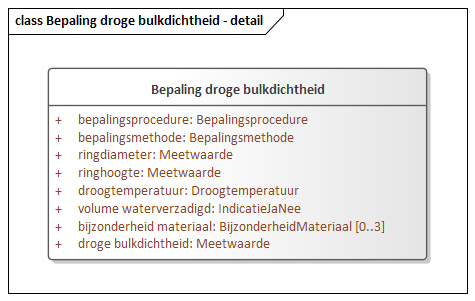 class Bepaling droge bulkdichtheid - detail
Bepaling droge bulkdichtheid
+ bepalingsprocedure: Bepalingsprocedure
+ bepalingsmethode: Bepalingsmethode
+ ringdiameter: Meetwaarde
+ ringhoogte: Meetwaarde
+ droogtemperatuur: Droogtemperatuur
+ volume waterverzadigd: IndicatieJaNee
+ bijzonderheid materiaal: BijzonderheidMateriaal [0..3]
+ droge bulkdichtheid: Meetwaarde